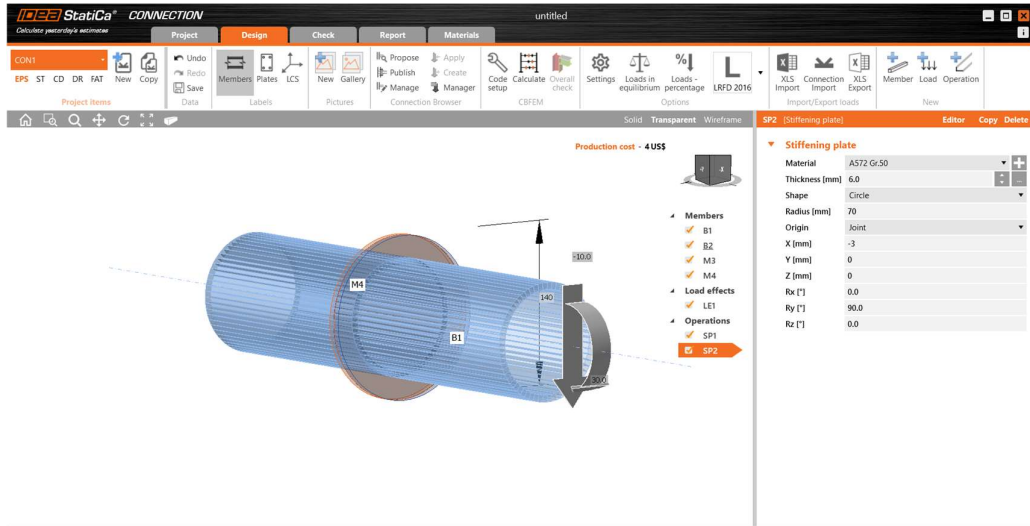 IDEA StatiCa® CONNECTION
untitled
Calculate yesterday's estimates
Project Design Check Report Materials
CON1
EPS ST CD DR FAT
New Copy
Project items
Undo
Redo
Save
Data
Members Plates LCS
Labels
New Gallery
Pictures
Propose Apply
Publish Create
Manage Manager
Connection Browser
Code setup Calculate Overall check
CBFEM
Settings Loads in equilibrium Loads - percentage
L
LRFD 2016
Options
XLS Import Connection Import XLS Export
Import/Export loads
Member Load Operation
New
Solid Transparent Wireframe
SP2 [Stiffening plate] Editor Copy Delete
Production cost - 4 US$
Members
B1
B2
M3
M4
Load effects
LE1
Operations
SP1
SP2
M4
B1
-10.0
140
30.0
Stiffening plate
Material A572 Gr.50
Thickness [mm] 6.0
Shape Circle
Radius [mm] 70
Origin Joint
X [mm] -3
Y [mm] 0
Z [mm] 0
Rx [°] 0.0
Ry [°] 90.0
Rz [°] 0.0